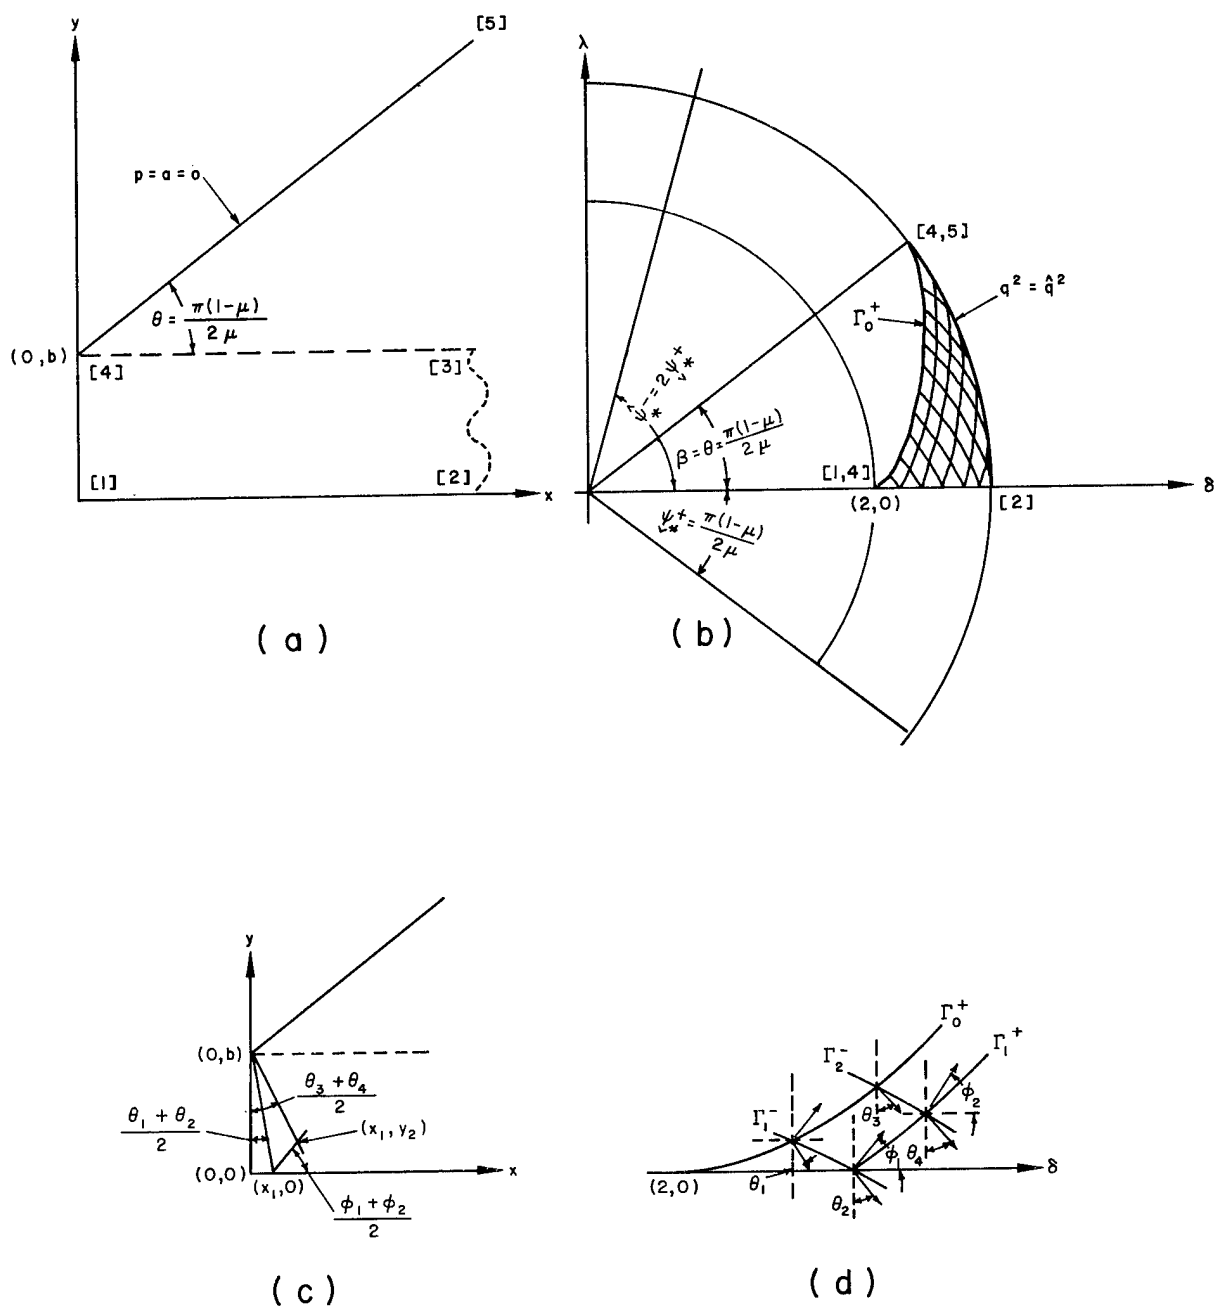 y
[5]
p = a = o
θ = π(1-μ) / 2μ
(0,b)
[4]
[3]
[1]
[2]
x
(a)
λ
[4,5]
q² = q̂²
Γ₀⁺
ψ̂₊⁻ = 2ψ̬₊⁺
β = θ = π(1-μ) / 2μ
[1,4]
(2,0)
[2]
δ
ψ̬₊⁺ = π(1-μ) / 2μ
(b)
y
(0,b)
θ₃ + θ₄ / 2
θ₁ + θ₂ / 2
(x₁,y₂)
(0,0)
(x₁,0)
x
ϕ₁ + ϕ₂ / 2
(c)
Γ₀⁺
Γ₁⁺
Γ₂⁻
Γ₁⁻
ϕ₂
θ₃
ϕ₁
θ₄
(2,0)
θ₁
θ₂
δ
(d)